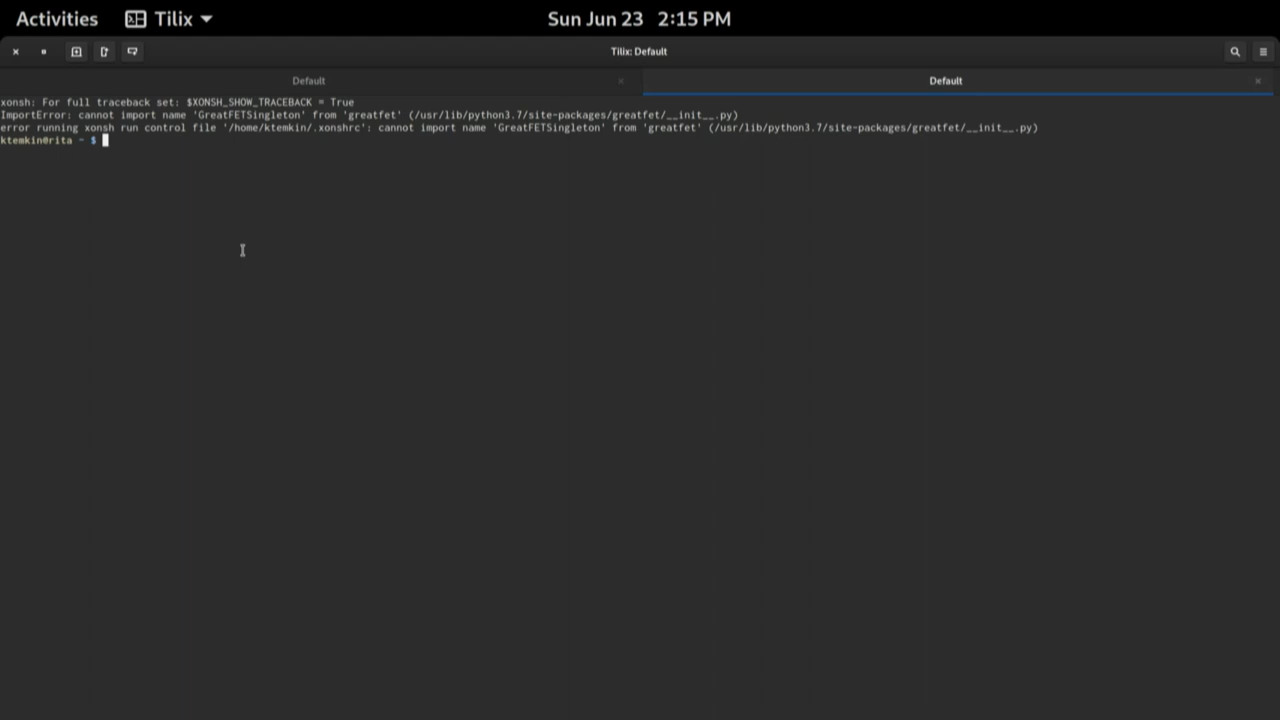 Activities Tilix Sun Jun 23 2:15 PM
Tilix: Default
Default Default
xonsh: For full traceback set: $XONSH_SHOW_TRACEBACK = True
ImportError: cannot import name 'GreatFETSingleton' from 'greatfet' (/usr/lib/python3.7/site-packages/greatfet/__init__.py)
error running xonsh run control file '/home/ktemkin/.xonshrc': cannot import name 'GreatFETSingleton' from 'greatfet' (/usr/lib/python3.7/site-packages/greatfet/__init__.py)
ktemkin@rita ~ $